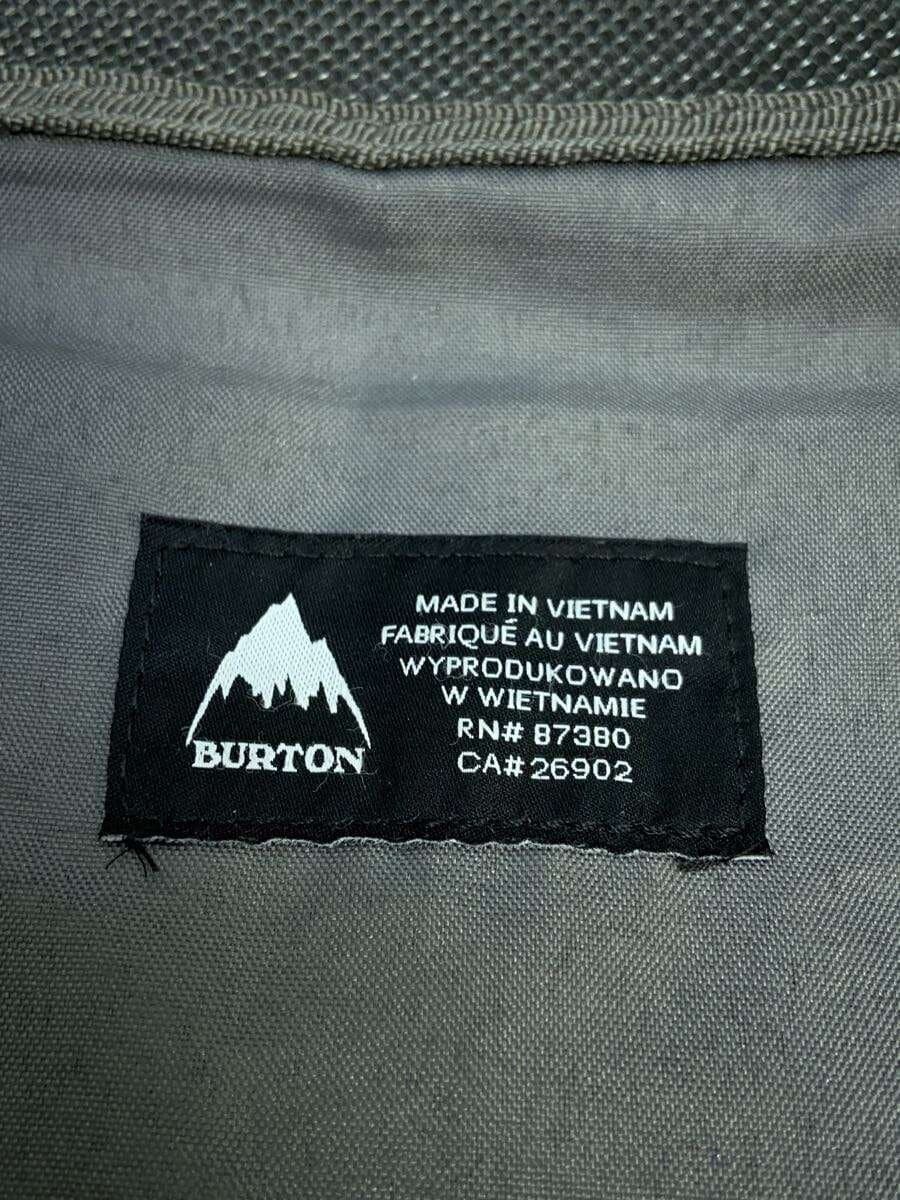 BURTON
MADE IN VIETNAM
FABRIQUÉ AU VIETNAM
WYPRODUKOWANO
W WIETNAMIE
RN# 87380
CA# 26902